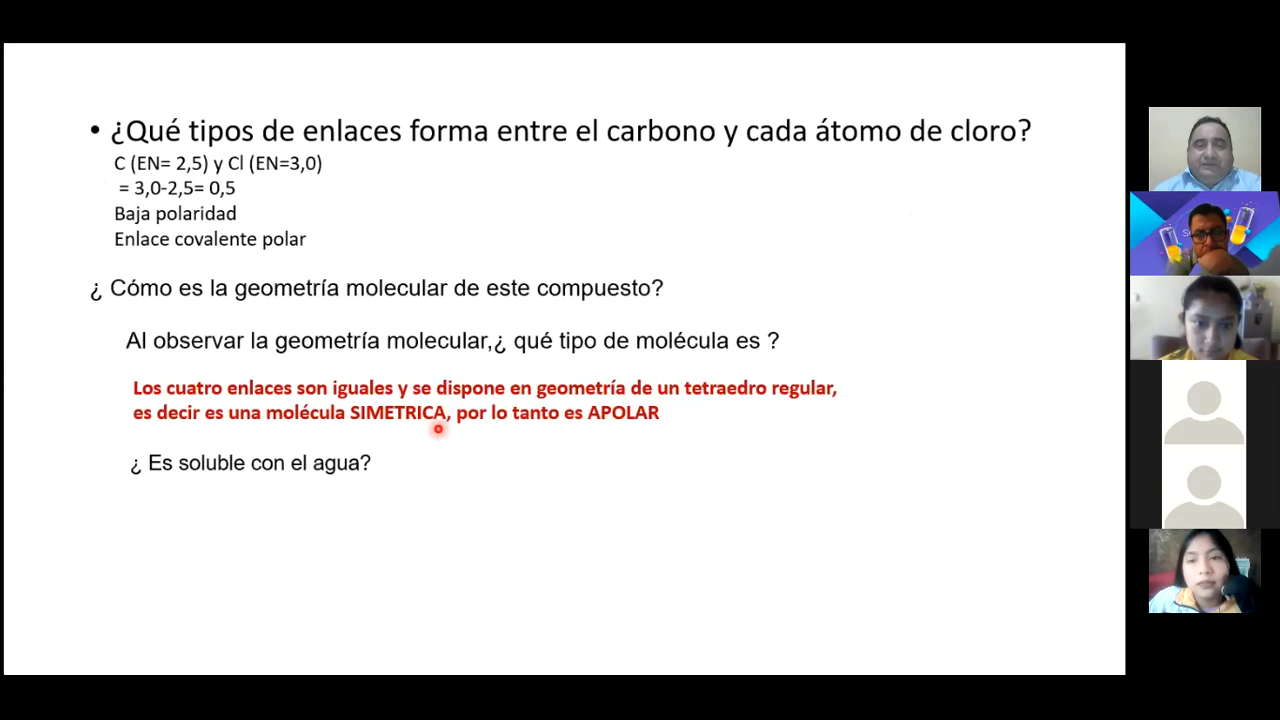 • ¿Qué tipos de enlaces forma entre el carbono y cada átomo de cloro?
C (EN= 2,5) y Cl (EN=3,0)
= 3,0-2,5= 0,5
Baja polaridad
Enlace covalente polar
¿ Cómo es la geometría molecular de este compuesto?
Al observar la geometría molecular,¿ qué tipo de molécula es ?
Los cuatro enlaces son iguales y se dispone en geometría de un tetraedro regular,
es decir es una molécula SIMETRICA, por lo tanto es APOLAR
¿ Es soluble con el agua?